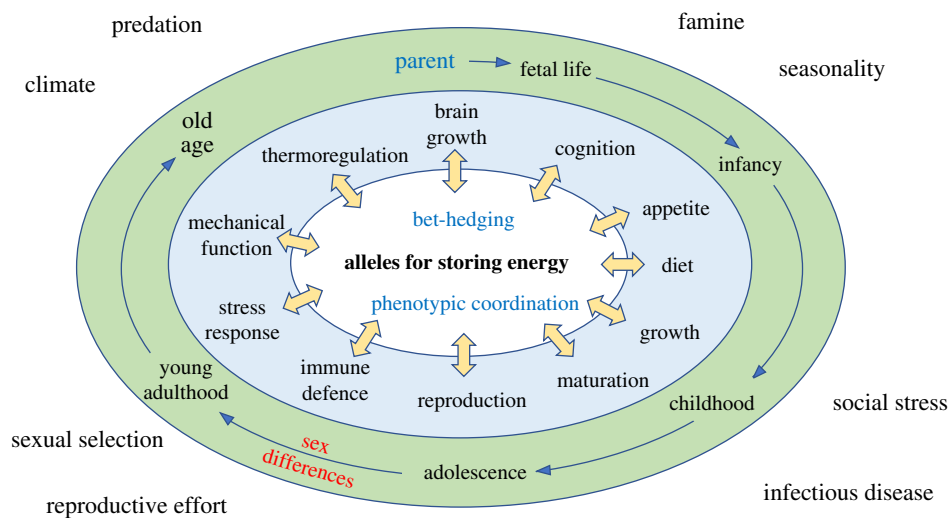 predation
famine
climate
seasonality
parent
fetal life
old
age
infancy
brain
growth
thermoregulation
cognition
mechanical
function
appetite
bet-hedging
alleles for storing energy
diet
phenotypic coordination
stress
response
growth
immune
defence
reproduction
maturation
young
adulthood
childhood
social stress
sexual selection
sex
differences
adolescence
reproductive effort
infectious disease